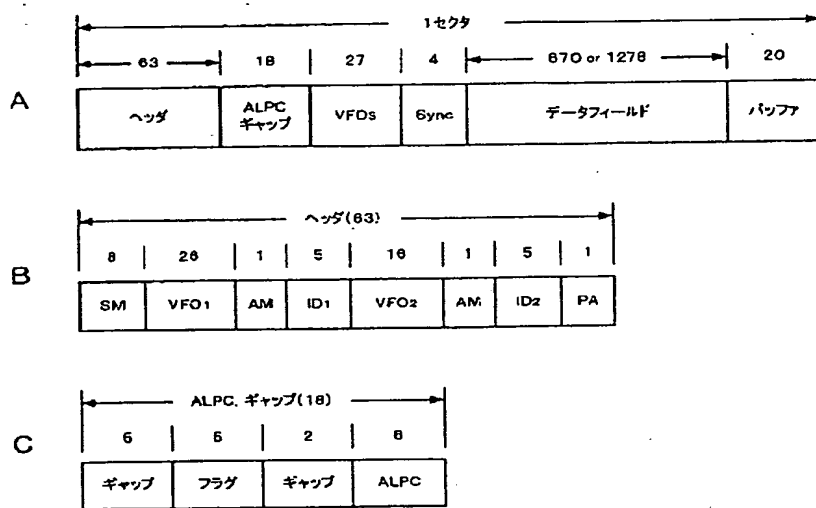 1セクタ
63 18 27 4 670 or 1278 20
A ヘッダ ALPC ギャップ VFOs Sync データフィールド バッファ
ヘッダ(63)
8 26 1 5 16 1 5 1
B SM VFO1 AM ID1 VFO2 AM ID2 PA
ALPC, ギャップ(18)
5 5 2 6
C ギャップ フラグ ギャップ ALPC